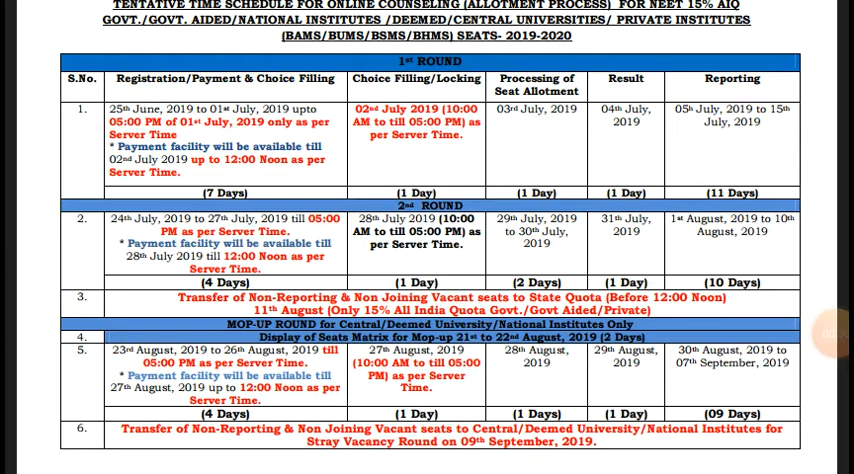 TENTATIVE TIME SCHEDULE FOR ONLINE COUNSELING (ALLOTMENT PROCESS) FOR NEET 15% AIQ
GOVT./GOVT. AIDED/NATIONAL INSTITUTES /DEEMED/CENTRAL UNIVERSITIES/ PRIVATE INSTITUTES
(BAMS/BUMS/BSMS/BHMS) SEATS- 2019-2020
1st ROUND
S.No. Registration/Payment & Choice Filling Choice Filling/Locking Processing of Seat Allotment Result Reporting
1. 25th June, 2019 to 01st July, 2019 upto
05:00 PM of 01st July, 2019 only as per
Server Time
* Payment facility will be available till
02nd July 2019 up to 12:00 Noon as per
Server Time.
02nd July 2019 (10:00
AM to till 05:00 PM) as
per Server Time.
03rd July, 2019
04th July,
2019
05h July, 2019 to 15th
July, 2019
(7 Days) (1 Day) (1 Day) (1 Day) (11 Days)
2nd ROUND
2. 24th July, 2019 to 27th July, 2019 till 05:00
PM as per Server Time.
* Payment facility will be available till
28th July 2019 till 12:00 Noon as per
Server Time.
28th July 2019 (10:00
AM to till 05:00 PM) as
per Server Time.
29th July, 2019
to 30th July,
2019
31th July,
2019
1st August, 2019 to 10th
August, 2019
(4 Days) (1 Day) (2 Days) (1 Day) (10 Days)
3. Transfer of Non-Reporting & Non Joining Vacant seats to State Quota (Before 12:00 Noon)
11th August (Only 15% All India Quota Govt./Govt Aided/Private)
MOP-UP ROUND for Central/Deemed University/National Institutes Only
4. Display of Seats Matrix for Mop-up 21st to 22nd August, 2019 (2 Days)
5. 23rd August, 2019 to 26th August, 2019 till
05:00 PM as per Server Time.
* Payment facility will be available till
27th August, 2019 up to 12:00 Noon as per
Server Time.
27th August, 2019
(10:00 AM to till 05:00
PM) as per Server
Time.
28th August,
2019
29th August,
2019
30th August, 2019 to
07th September, 2019
(4 Days) (1 Day) (1 Days) (1 Day) (09 Days)
6. Transfer of Non-Reporting & Non Joining Vacant seats to Central/Deemed University/National Institutes for
Stray Vacancy Round on 09th September, 2019.